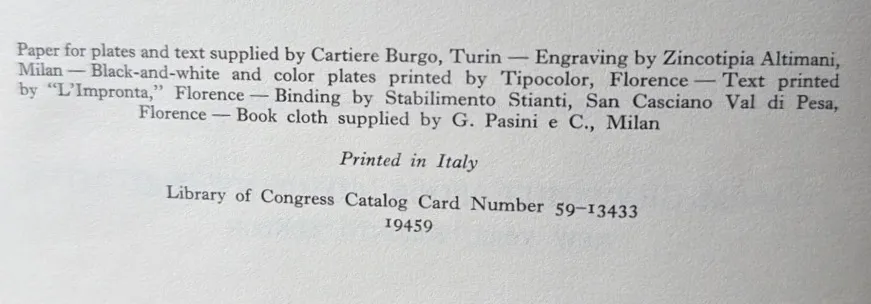 Paper for plates and text supplied by Cartiere Burgo, Turin — Engraving by Zincotipia Altimani,
Milan — Black-and-white and color plates printed by Tipocolor, Florence — Text printed
by "L'Impronta," Florence — Binding by Stabilimento Stianti, San Casciano Val di Pesa,
Florence — Book cloth supplied by G. Pasini e C., Milan
Printed in Italy
Library of Congress Catalog Card Number 59–13433
19459